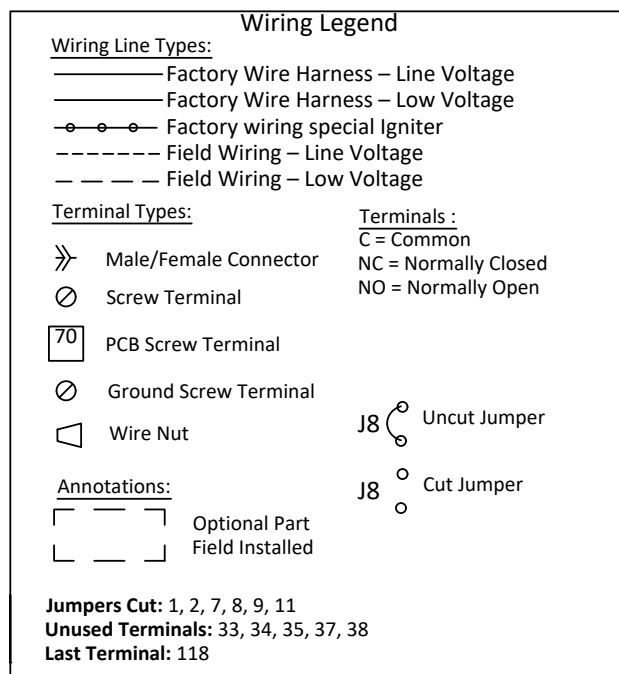 Wiring Legend
Wiring Line Types:
Factory Wire Harness – Line Voltage
Factory Wire Harness – Low Voltage
Factory wiring special Igniter
Field Wiring – Line Voltage
Field Wiring – Low Voltage
Terminal Types:
Male/Female Connector
Screw Terminal
70 PCB Screw Terminal
Ground Screw Terminal
Wire Nut
Terminals :
C = Common
NC = Normally Closed
NO = Normally Open
J8 Uncut Jumper
J8 Cut Jumper
Annotations:
Optional Part
Field Installed
Jumpers Cut: 1, 2, 7, 8, 9, 11
Unused Terminals: 33, 34, 35, 37, 38
Last Terminal: 118